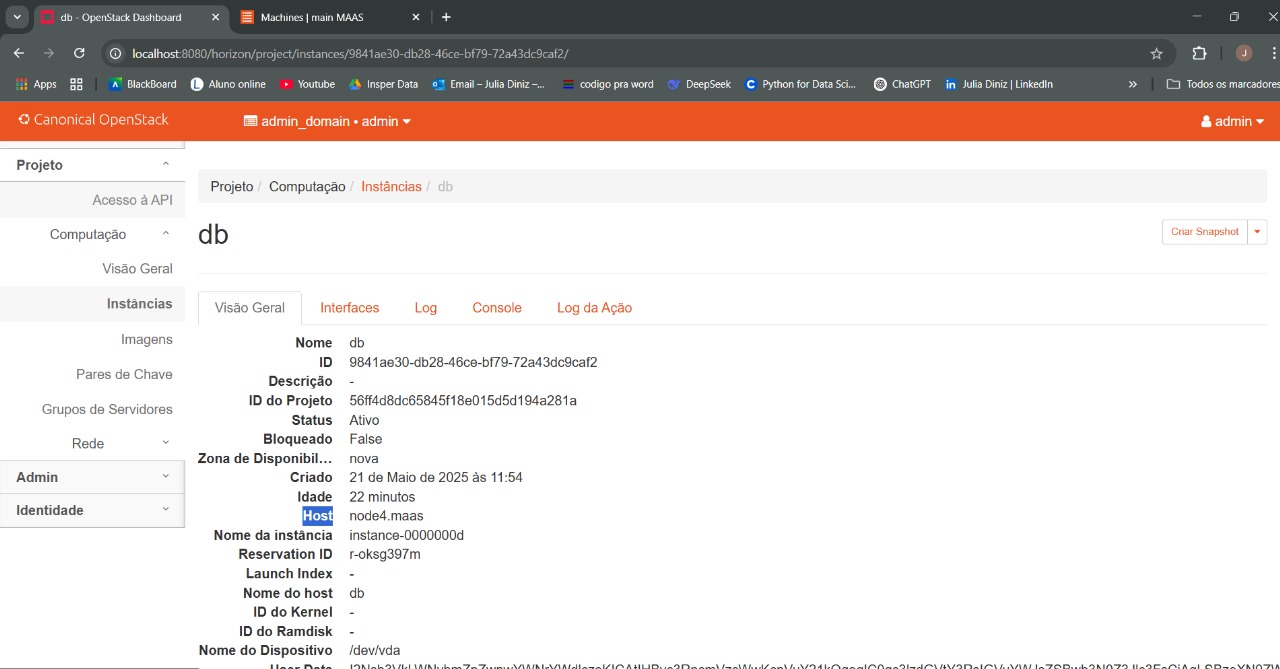 db - OpenStack Dashboard
Machines | main MAAS
localhost:8080/horizon/project/instances/9841ae30-db28-46ce-bf79-72a43dc9caf2/
J
Apps
BlackBoard
Aluno online
Youtube
Insper Data
Email – Julia Diniz –...
codigo pra word
DeepSeek
Python for Data Sci...
ChatGPT
Julia Diniz | LinkedIn
»
Todos os marcadores
Canonical OpenStack
admin_domain • admin
admin
Projeto
Acesso à API
Computação
Visão Geral
Instâncias
Imagens
Pares de Chave
Grupos de Servidores
Rede
Admin
Identidade
Projeto / Computação / Instâncias / db
db
Criar Snapshot
Visão Geral Interfaces Log Console Log da Ação
Nome db
ID 9841ae30-db28-46ce-bf79-72a43dc9caf2
Descrição -
ID do Projeto 56ff4d8dc65845f18e015d5d194a281a
Status Ativo
Bloqueado False
Zona de Disponibil... nova
Criado 21 de Maio de 2025 às 11:54
Idade 22 minutos
Host node4.maas
Nome da instância instance-0000000d
Reservation ID r-oksg397m
Launch Index -
Nome do host db
ID do Kernel -
ID do Ramdisk -
Nome do Dispositivo /dev/vda
User Data